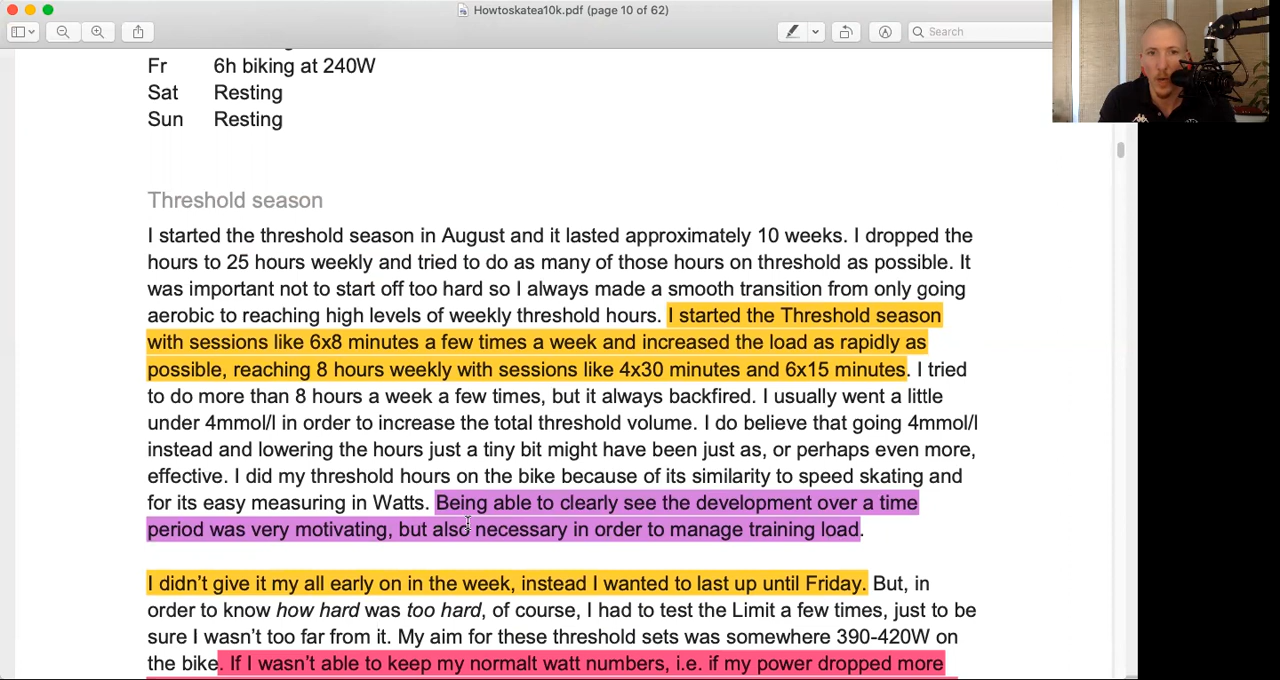 Howtoskatea10k.pdf (page 10 of 62)
Search
Fr 6h biking at 240W
Sat Resting
Sun Resting
Threshold season
I started the threshold season in August and it lasted approximately 10 weeks. I dropped the
hours to 25 hours weekly and tried to do as many of those hours on threshold as possible. It
was important not to start off too hard so I always made a smooth transition from only going
aerobic to reaching high levels of weekly threshold hours. I started the Threshold season
with sessions like 6x8 minutes a few times a week and increased the load as rapidly as
possible, reaching 8 hours weekly with sessions like 4x30 minutes and 6x15 minutes. I tried
to do more than 8 hours a week a few times, but it always backfired. I usually went a little
under 4mmol/l in order to increase the total threshold volume. I do believe that going 4mmol/l
instead and lowering the hours just a tiny bit might have been just as, or perhaps even more,
effective. I did my threshold hours on the bike because of its similarity to speed skating and
for its easy measuring in Watts. Being able to clearly see the development over a time
period was very motivating, but also necessary in order to manage training load.
I didn't give it my all early on in the week, instead I wanted to last up until Friday. But, in
order to know how hard was too hard, of course, I had to test the Limit a few times, just to be
sure I wasn't too far from it. My aim for these threshold sets was somewhere 390-420W on
the bike. If I wasn't able to keep my normalt watt numbers, i.e. if my power dropped more